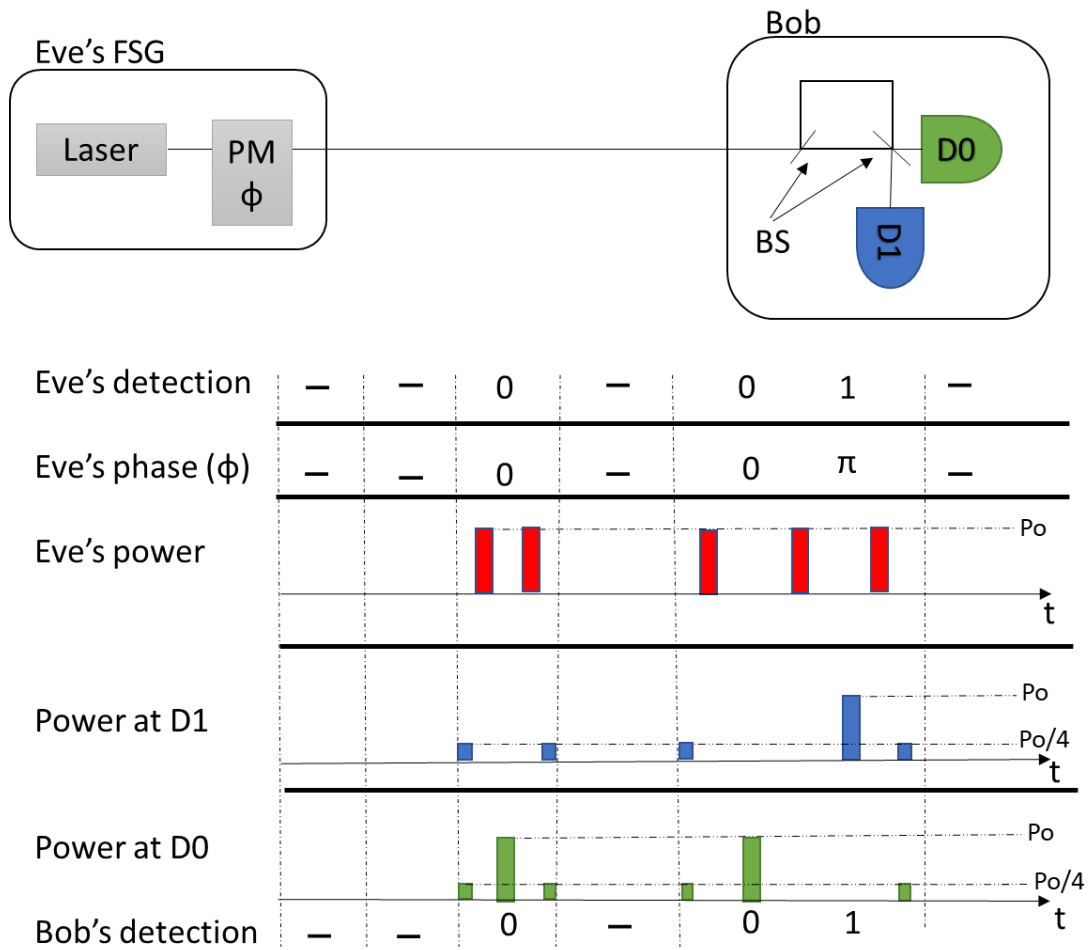 Eve's FSG
Bob
Laser
PM
ϕ
D0
D1
BS
Eve's detection – – 0 – 0 1 –
Eve's phase (ϕ) – – 0 – 0 π –
Eve's power
Po
t
Power at D1
Po
Po/4
t
Power at D0
Po
Po/4
t
Bob's detection – – 0 – 0 1